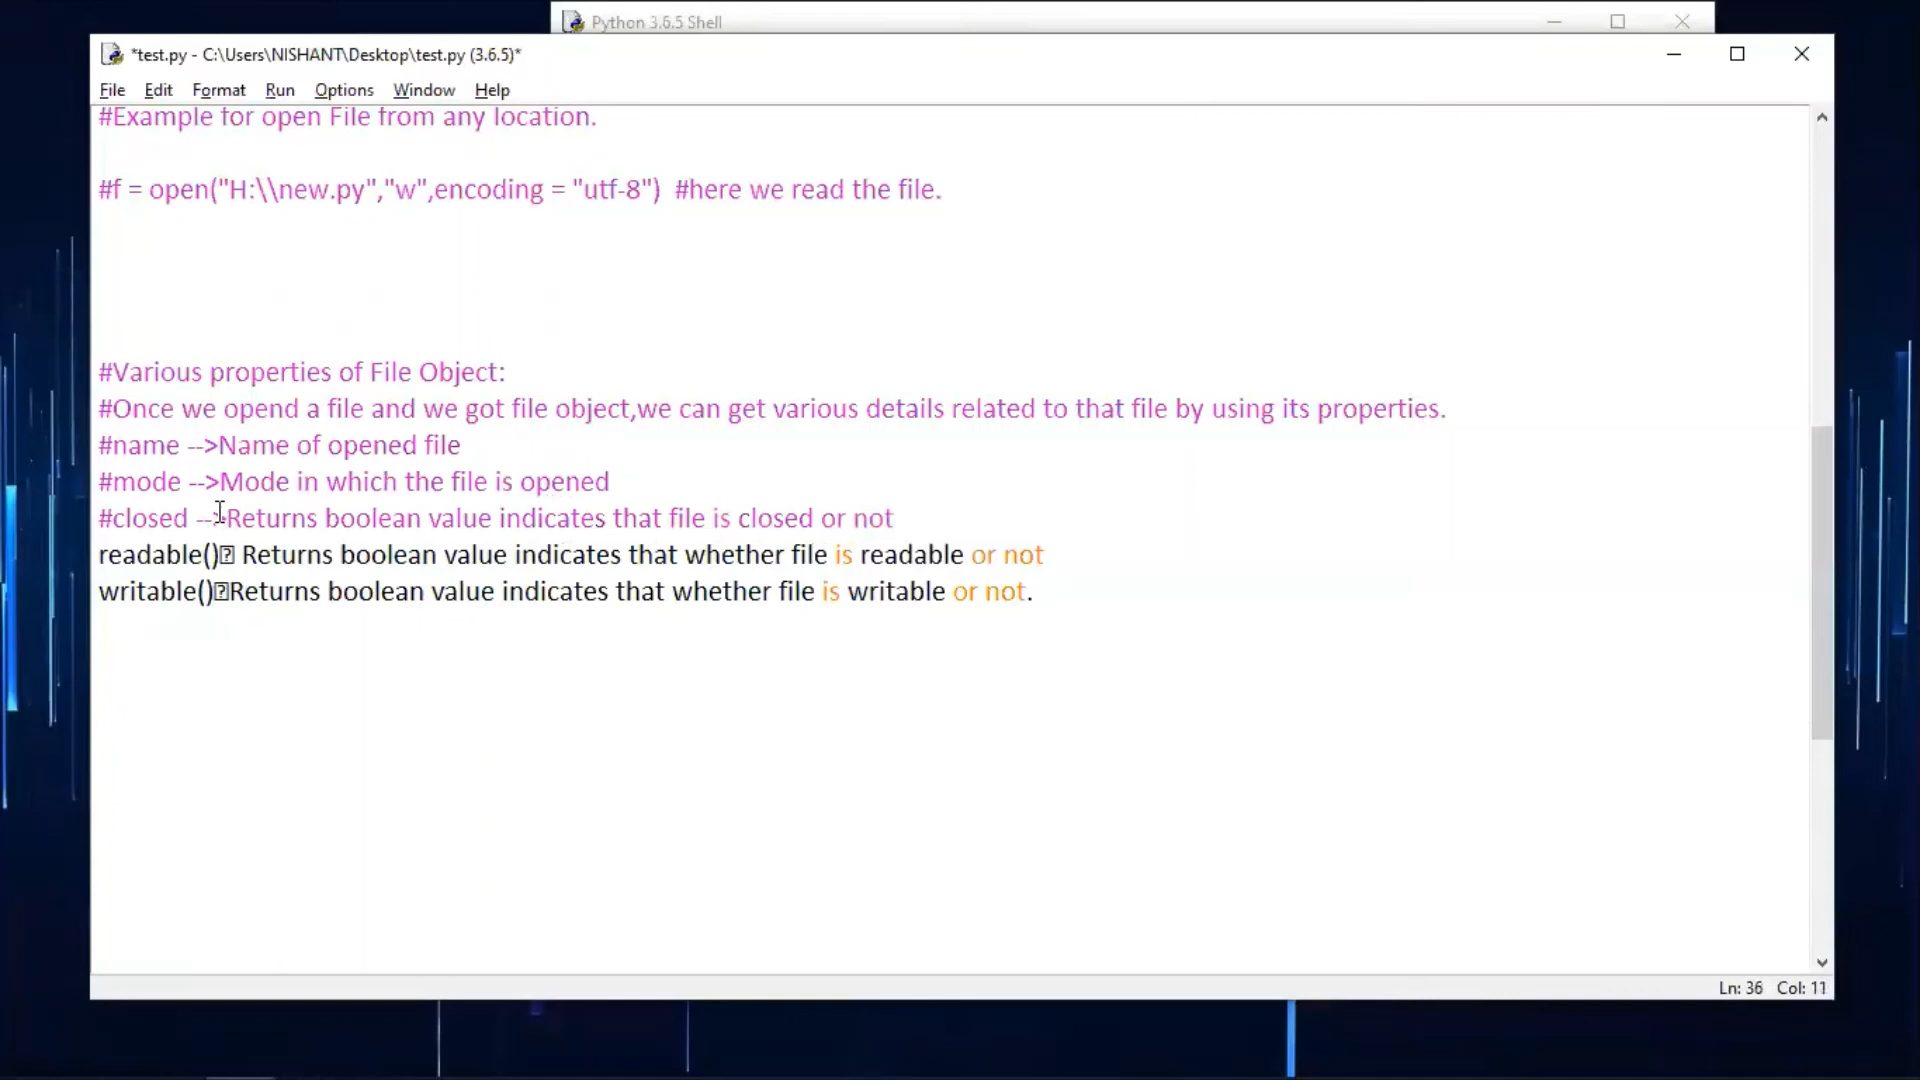 Python 3.6.5 Shell
*test.py - C:\Users\NISHANT\Desktop\test.py (3.6.5)*
File Edit Format Run Options Window Help
#Example for open File from any location.
#f = open("H:\\new.py","w",encoding = "utf-8")  #here we read the file.
#Various properties of File Object:
#Once we opend a file and we got file object,we can get various details related to that file by using its properties.
#name -->Name of opened file
#mode -->Mode in which the file is opened
#closed -->Returns boolean value indicates that file is closed or not
readable() Returns boolean value indicates that whether file is readable or not
writable()Returns boolean value indicates that whether file is writable or not.
Ln: 36 Col: 11